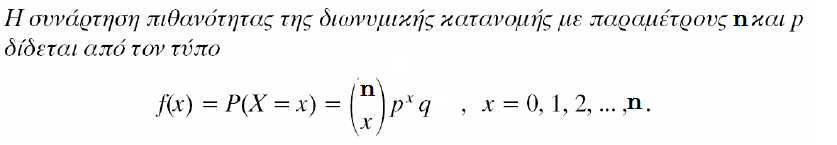 Η συνάρτηση πιθανότητας της διωνυμικής κατανομής με παραμέτρους n και p
δίδεται από τον τύπο
f(x) = P(X = x) = (n x) p^x q , x = 0, 1, 2, ... ,n.